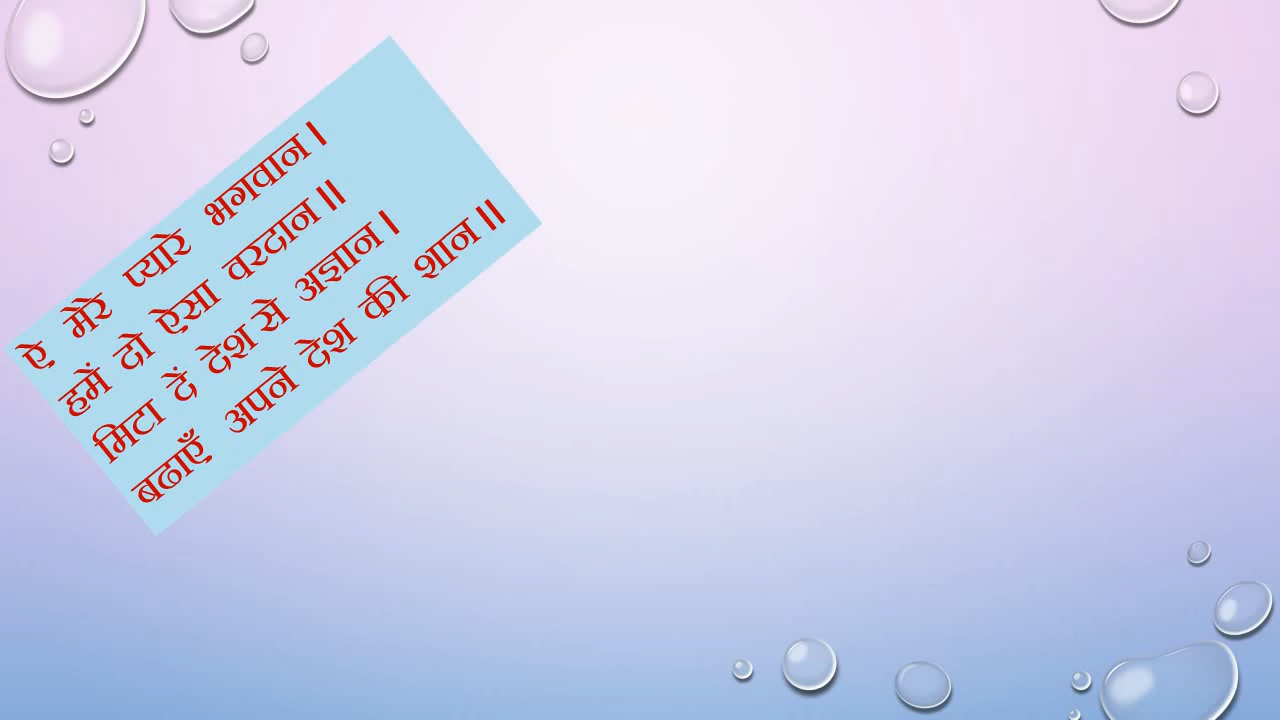 ऐ मेरे प्यारे भगवान।
हमें दो ऐसा वरदान॥
मिटा दें देश से अज्ञान।
बढाएँ अपने देश की शान॥